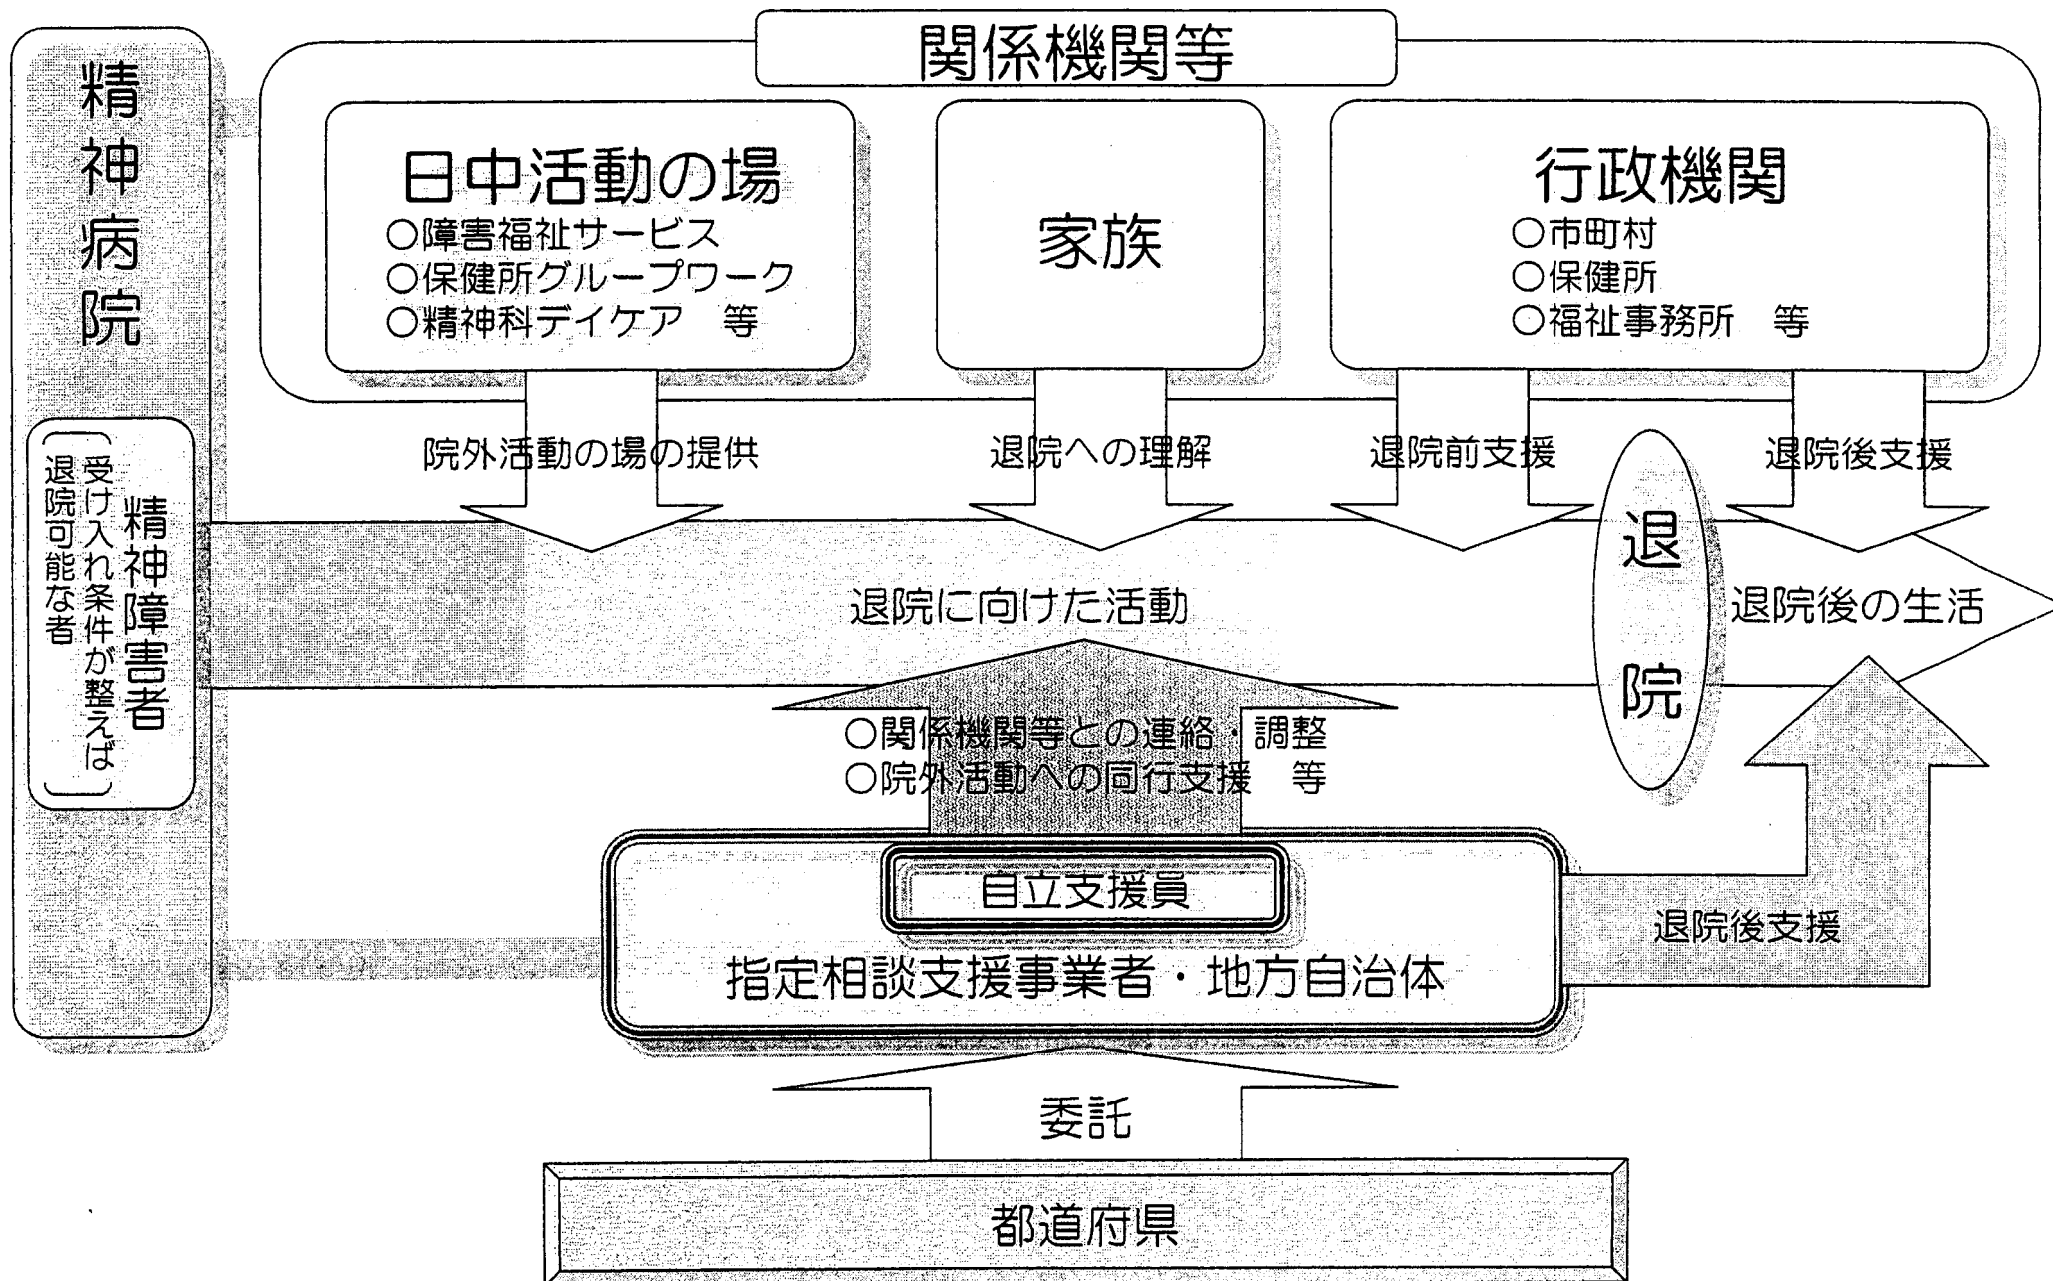 関係機関等
精神病院
日中活動の場
○障害福祉サービス
○保健所グループワーク
○精神科デイケア　等
家族
行政機関
○市町村
○保健所
○福祉事務所　等
院外活動の場の提供
退院への理解
退院前支援
退院後支援
精神障害者
受け入れ条件が整えば
退院可能な者
退院に向けた活動
退院
退院後の生活
○関係機関等との連絡・調整
○院外活動への同行支援　等
自立支援員
指定相談支援事業者・地方自治体
退院後支援
委託
都道府県